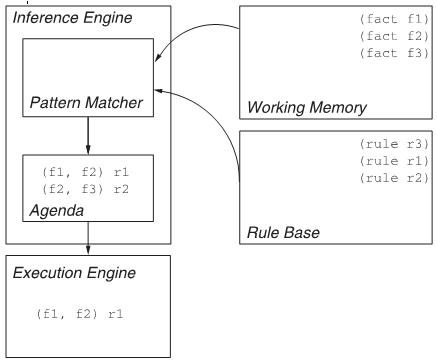 Inference Engine
Pattern Matcher
(f1, f2) r1
(f2, f3) r2
Agenda
Execution Engine
(f1, f2) r1
(fact f1)
(fact f2)
(fact f3)
Working Memory
(rule r3)
(rule r1)
(rule r2)
Rule Base